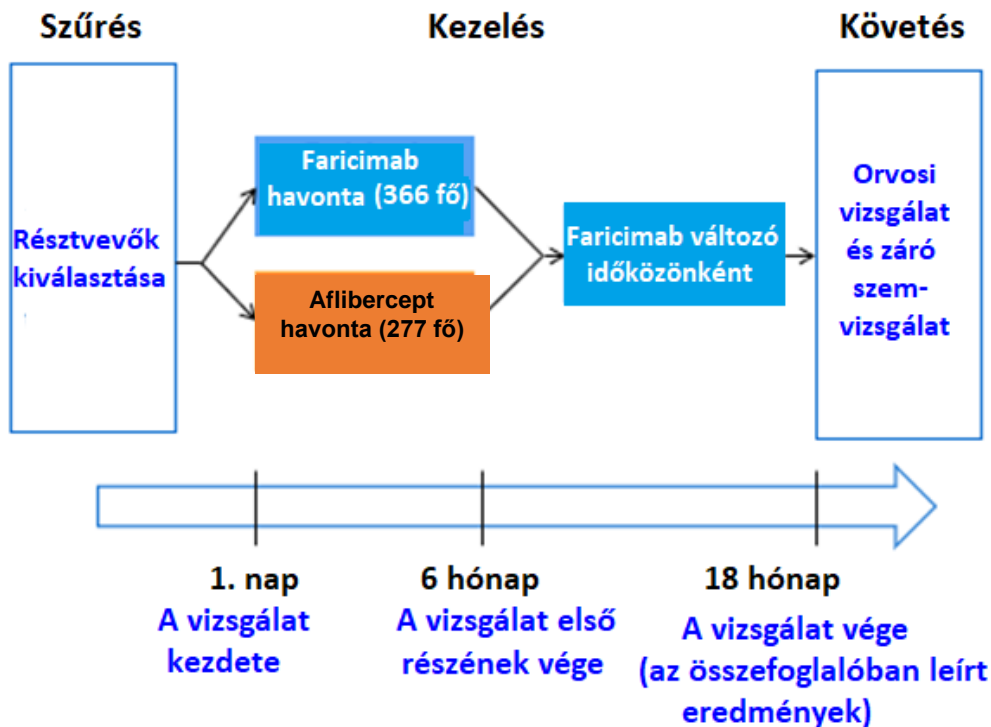 Szűrés
Kezelés
Követés
Résztvevők
kiválasztása
Faricimab
havonta (366 fő)
Aflibercept
havonta (277 fő)
Faricimab változó
időközönként
Orvosi
vizsgálat
és záró
szem-
vizsgálat
1. nap
A vizsgálat
kezdete
6 hónap
A vizsgálat első
részének vége
18 hónap
A vizsgálat vége
(az összefoglalóban leírt
eredmények)